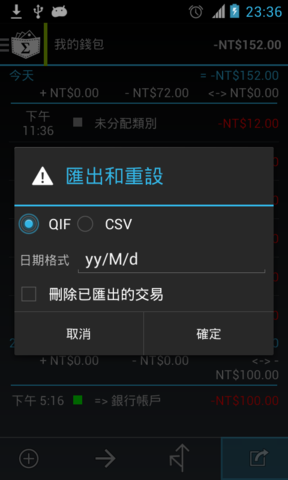 23:36
我的錢包 -NT$152.00
今天 = -NT$152.00
+ NT$0.00 - NT$72.00 <-> NT$0.00
下午 11:36 未分配類別 -NT$12.00
匯出和重設
QIF CSV
日期格式 yy/M/d
刪除已匯出的交易
取消 確定
+ NT$0.00 - NT$0.00 <-> -
NT$100.00
下午 5:16 => 銀行帳戶 -NT$100.00